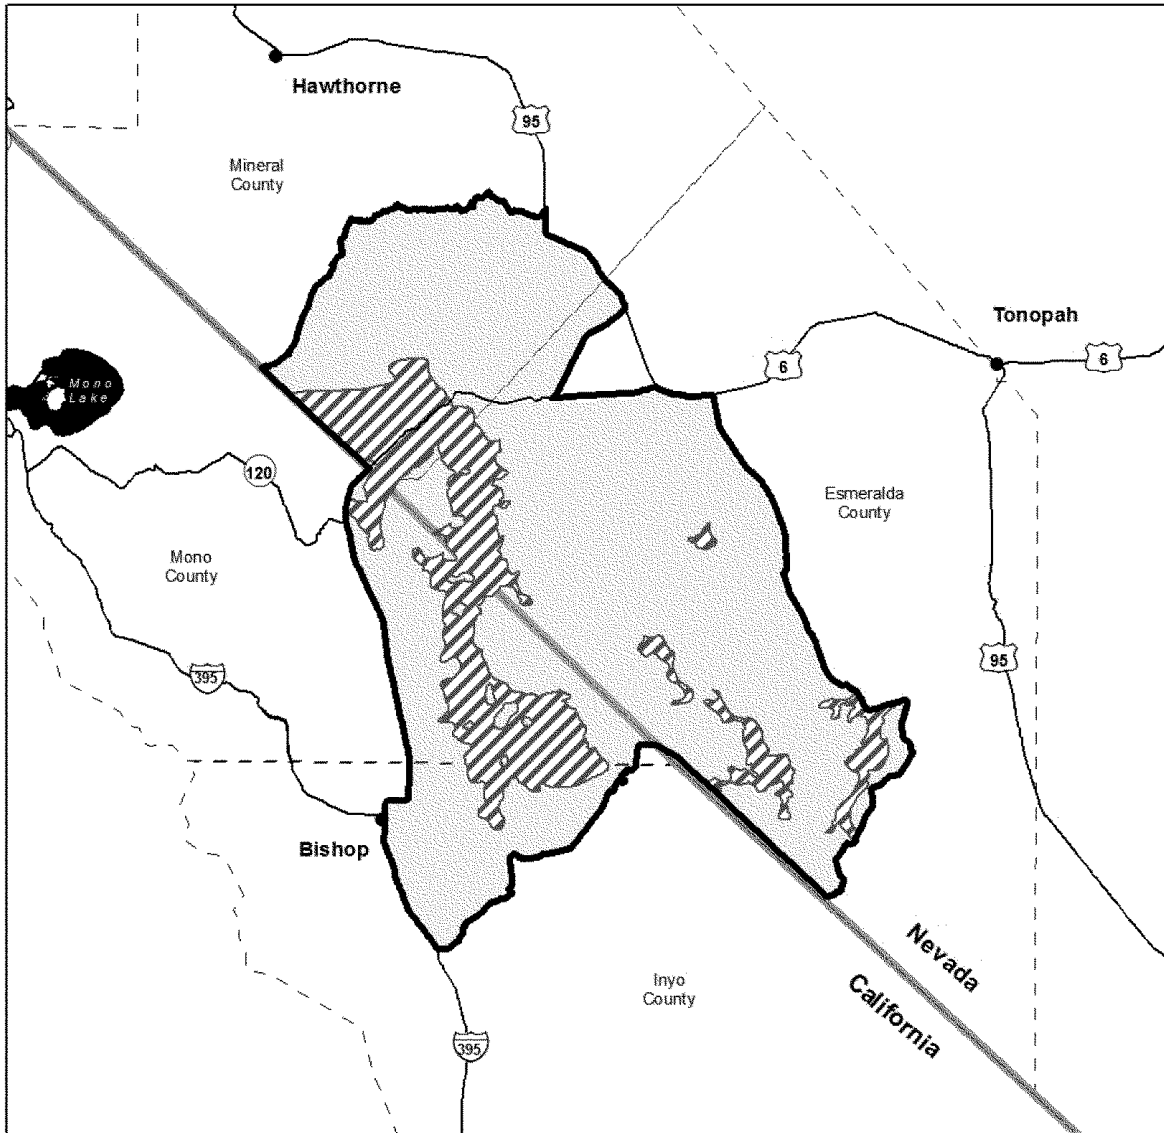 Hawthorne
95
Mineral
County
Tonopah
6
6
Mono
Lake
120
Esmeralda
County
Mono
County
95
395
Bishop
Nevada
California
Inyo
County
395